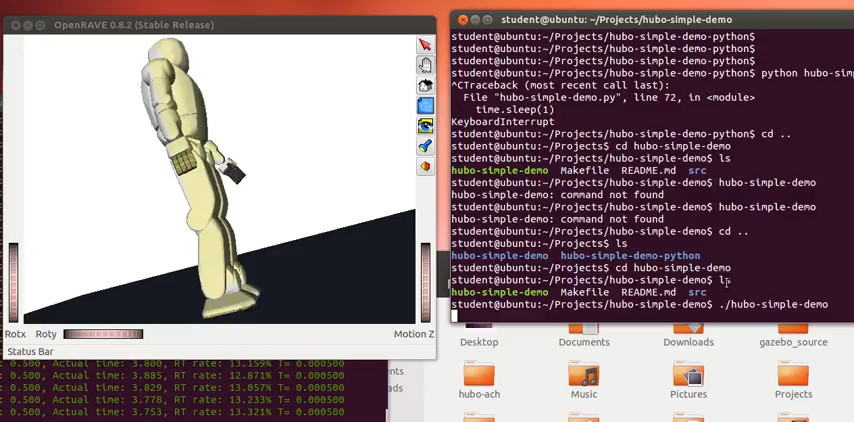 OpenRAVE 0.8.2 (Stable Release)
Rotx Roty Motion Z
Status Bar
0.500, Actual time: 3.800, RT rate: 13.159% T= 0.000500
0.500, Actual time: 3.885, RT rate: 12.871% T= 0.000500
0.500, Actual time: 3.829, RT rate: 13.057% T= 0.000500
0.500, Actual time: 3.778, RT rate: 13.233% T= 0.000500
0.500, Actual time: 3.753, RT rate: 13.321% T= 0.000500
student@ubuntu: ~/Projects/hubo-simple-demo
student@ubuntu:~/Projects/hubo-simple-demo-python$
student@ubuntu:~/Projects/hubo-simple-demo-python$
student@ubuntu:~/Projects/hubo-simple-demo-python$
student@ubuntu:~/Projects/hubo-simple-demo-python$ python hubo-sim
^CTraceback (most recent call last):
File "hubo-simple-demo.py", line 72, in <module>
time.sleep(1)
KeyboardInterrupt
student@ubuntu:~/Projects/hubo-simple-demo-python$ cd ..
student@ubuntu:~/Projects$ cd hubo-simple-demo
student@ubuntu:~/Projects/hubo-simple-demo$ ls
hubo-simple-demo Makefile README.md src
student@ubuntu:~/Projects/hubo-simple-demo$ hubo-simple-demo
hubo-simple-demo: command not found
student@ubuntu:~/Projects/hubo-simple-demo$ hubo-simple-demo
hubo-simple-demo: command not found
student@ubuntu:~/Projects/hubo-simple-demo$ cd ..
student@ubuntu:~/Projects$ ls
hubo-simple-demo hubo-simple-demo-python
student@ubuntu:~/Projects$ cd hubo-simple-demo
student@ubuntu:~/Projects/hubo-simple-demo$ ls
hubo-simple-demo Makefile README.md src
student@ubuntu:~/Projects/hubo-simple-demo$ ./hubo-simple-demo
Desktop Documents Downloads gazebo_source
ents
ads
hubo-ach Music Pictures Projects